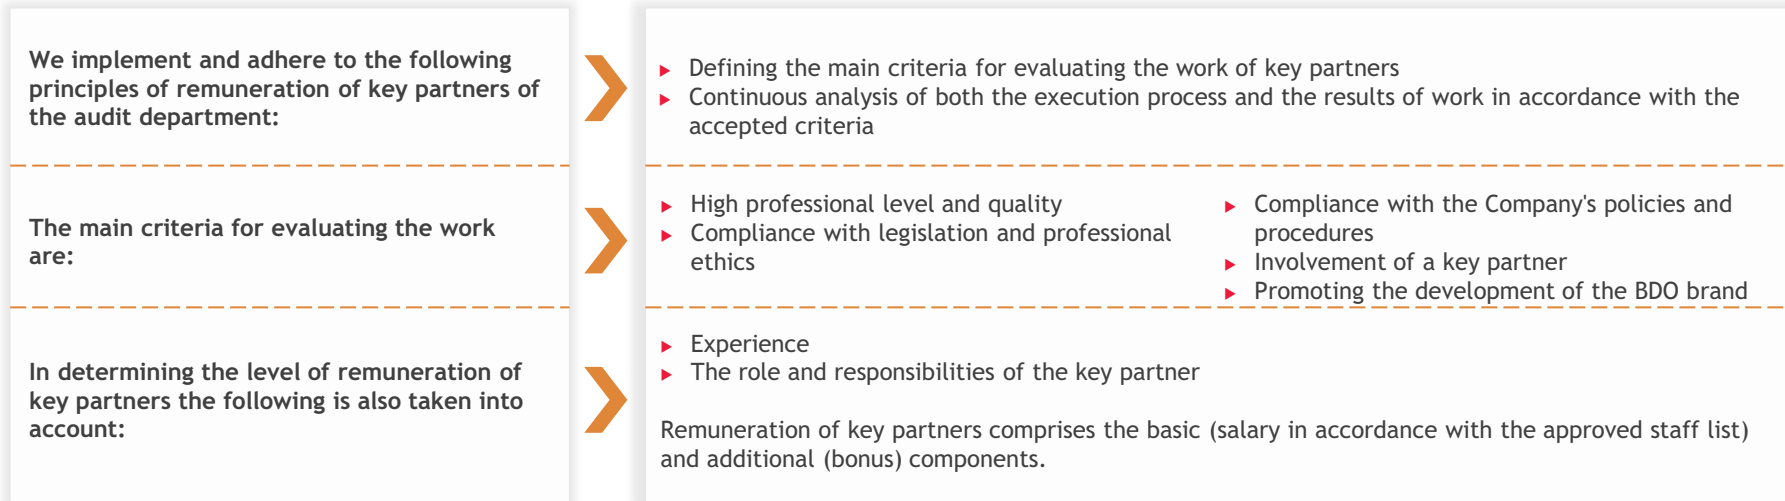 We implement and adhere to the following
principles of remuneration of key partners of
the audit department:
► Defining the main criteria for evaluating the work of key partners
► Continuous analysis of both the execution process and the results of work in accordance with the
accepted criteria
The main criteria for evaluating the work
are:
► High professional level and quality
► Compliance with legislation and professional
ethics
► Compliance with the Company's policies and
procedures
► Involvement of a key partner
► Promoting the development of the BDO brand
In determining the level of remuneration of
key partners the following is also taken into
account:
► Experience
► The role and responsibilities of the key partner
Remuneration of key partners comprises the basic (salary in accordance with the approved staff list)
and additional (bonus) components.